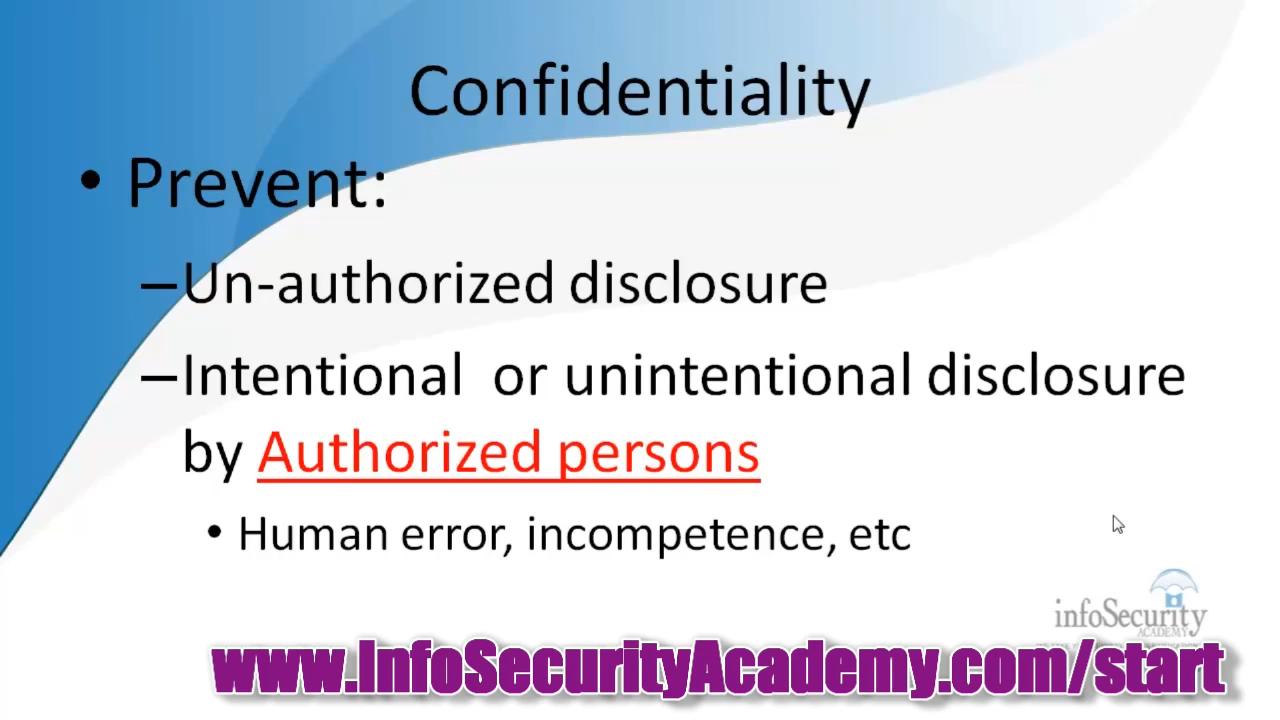 Confidentiality
• Prevent:
–Un-authorized disclosure
–Intentional or unintentional disclosure
by Authorized persons
• Human error, incompetence, etc
infoSecurity
ACADEMY
www.InfoSecurityAcademy.com/start